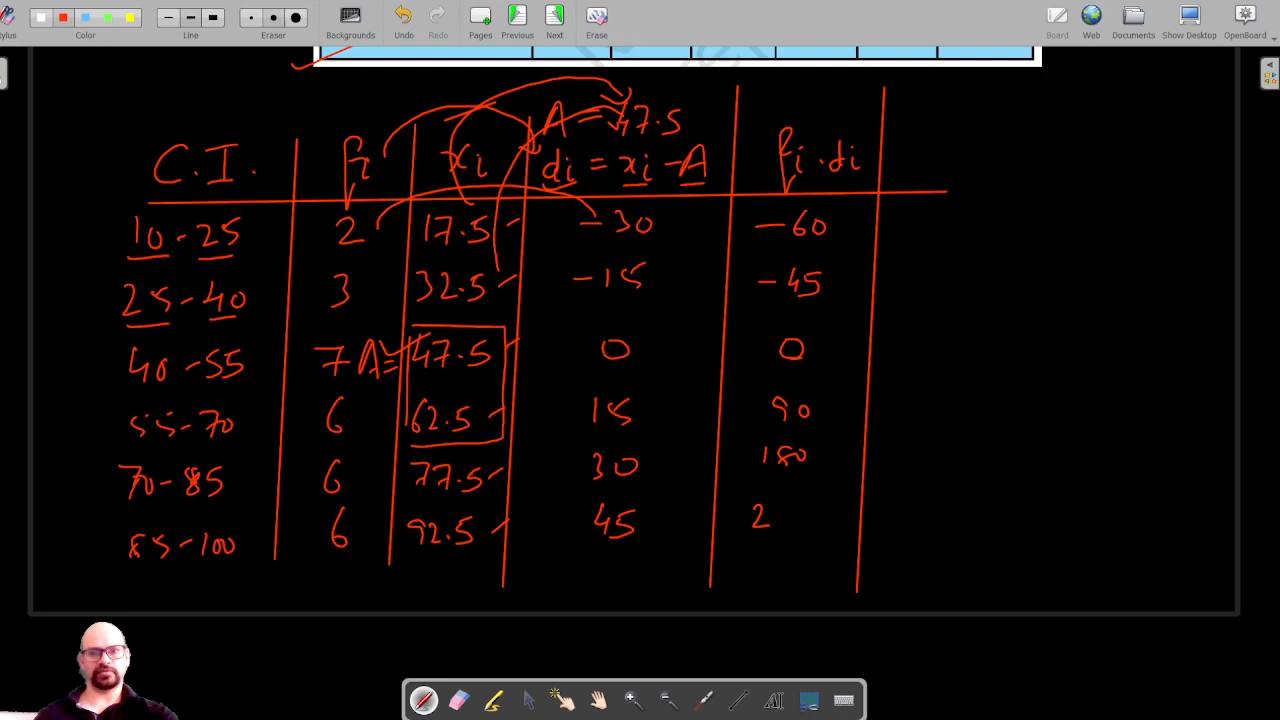 Stylus Color Line Eraser Backgrounds Undo Redo Pages Previous Next Erase Board Web Documents Show Desktop OpenBoard
A = 47.5
C.I. fi xi di = xi - A fi . di
10 - 25 2 17.5 - 30 - 60
25 - 40 3 32.5 - 15 - 45
40 - 55 7 A = 47.5 0 0
55 - 70 6 62.5 15 90
70 - 85 6 77.5 30 180
85 - 100 6 92.5 45 2
AI